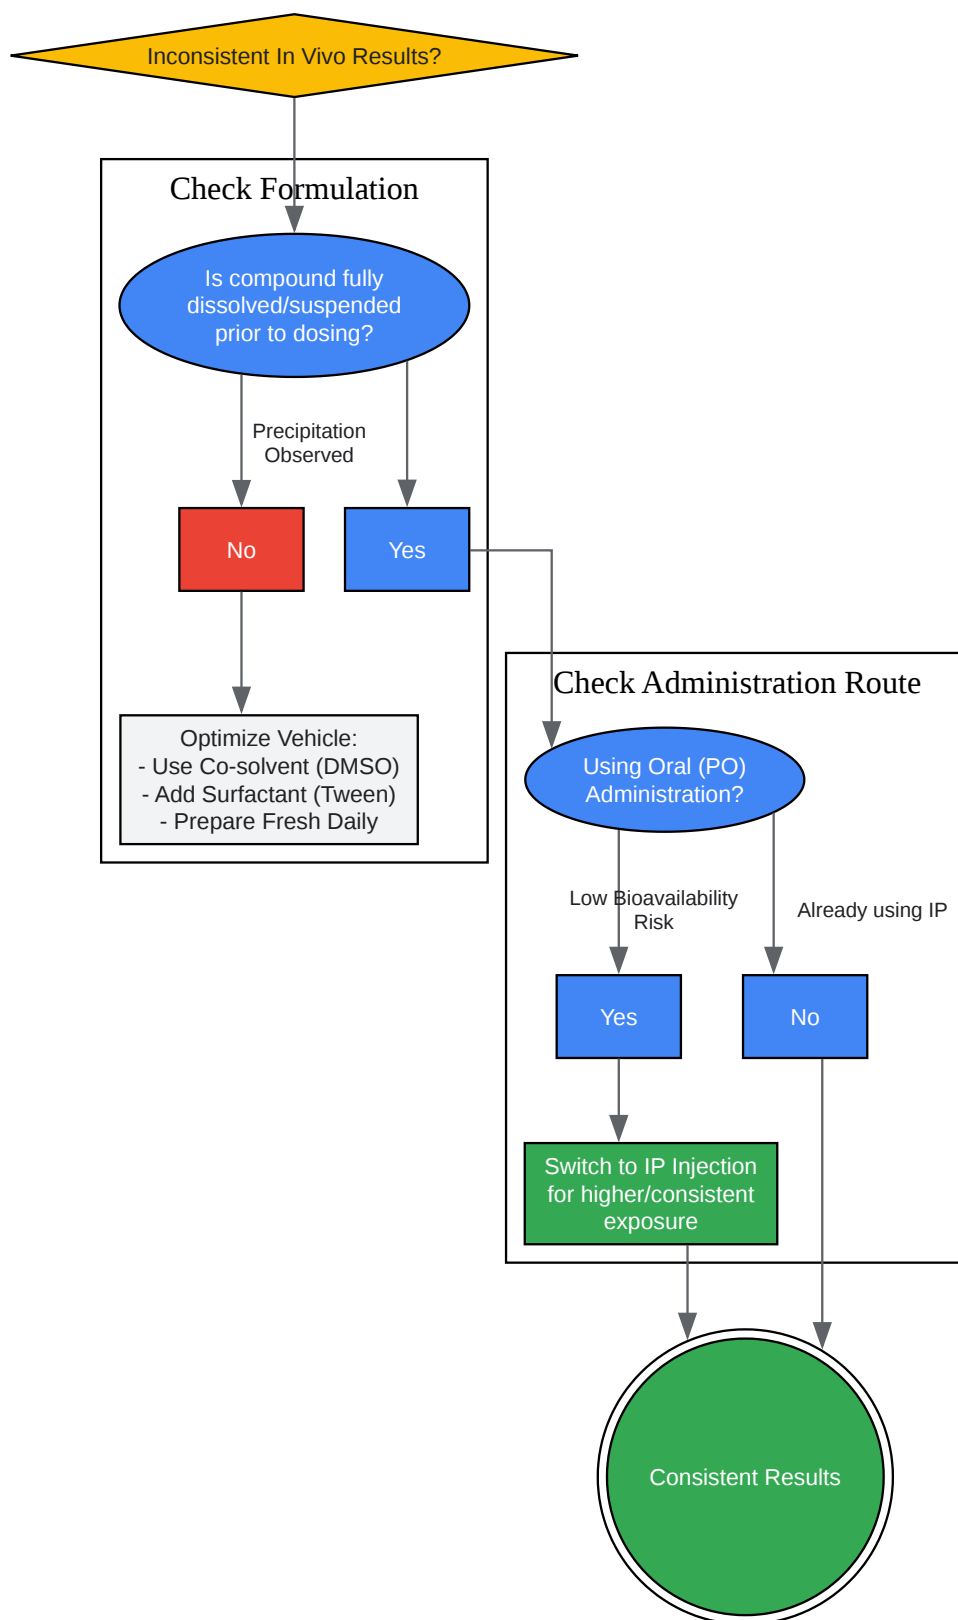 Inconsistent In Vivo Results?
Check Formulation
Is compound fully
dissolved/suspended
prior to dosing?
Precipitation
Observed
No
Yes
Optimize Vehicle:
- Use Co-solvent (DMSO)
- Add Surfactant (Tween)
- Prepare Fresh Daily
Check Administration Route
Using Oral (PO)
Administration?
Low Bioavailability
Risk
Already using IP
Yes
No
Switch to IP Injection
for higher/consistent
exposure
Consistent Results